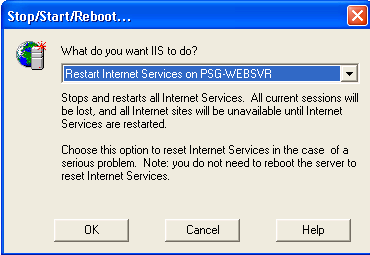 Stop/Start/Reboot...
What do you want IIS to do?
Restart Internet Services on PSG-WEBSVR
Stops and restarts all Internet Services. All current sessions will
be lost, and all Internet sites will be unavailable until Internet
Services are restarted.
Choose this option to reset Internet Services in the case of a
serious problem. Note: you do not need to reboot the server to
reset Internet Services.
OK
Cancel
Help